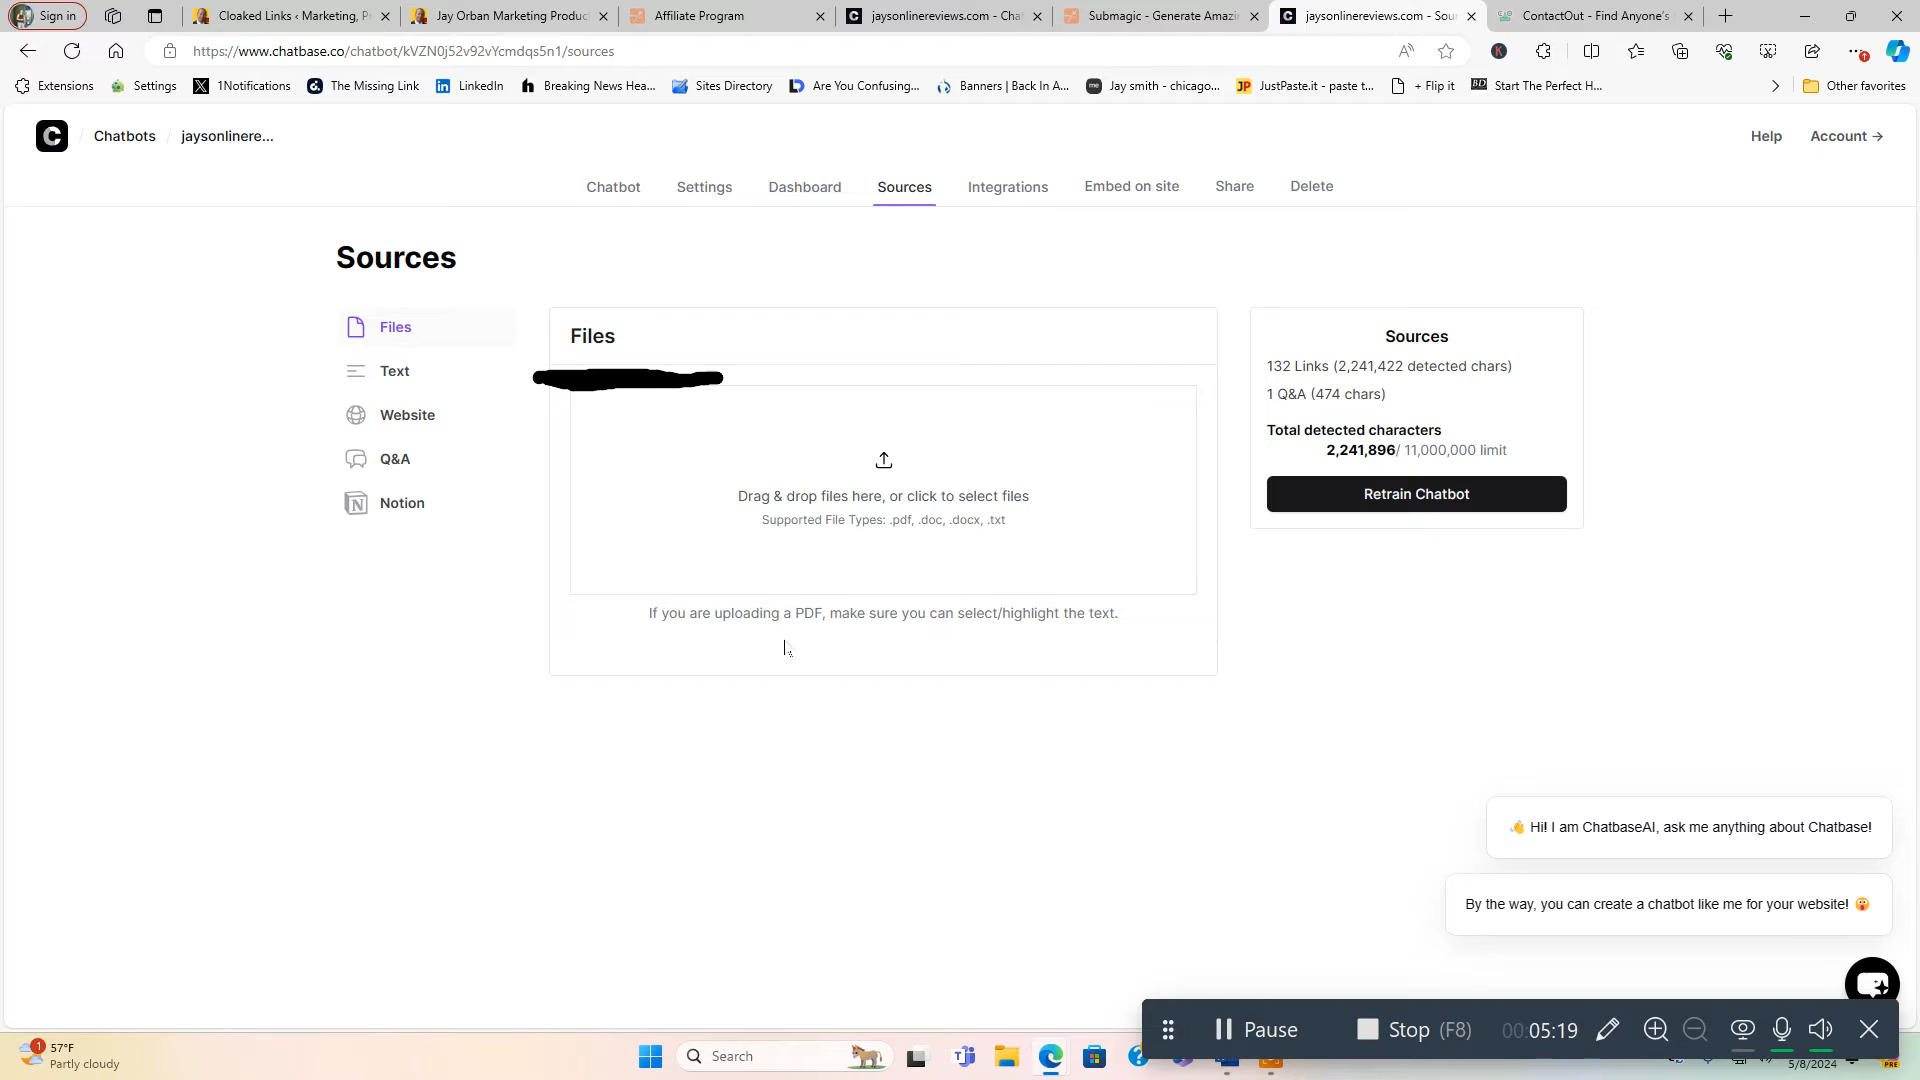 Sign in
Cloaked Links ‹ Marketing, P
Jay Orban Marketing Produc
Affiliate Program
jaysonlinereviews.com - Cha
Submagic - Generate Amazi
jaysonlinereviews.com - Sou
ContactOut - Find Anyone's
https://www.chatbase.co/chatbot/kVZN0j52v92vYcmdqs5n1/sources
Extensions
Settings
1Notifications
The Missing Link
LinkedIn
Breaking News Hea...
Sites Directory
Are You Confusing...
Banners | Back In A...
Jay smith - chicago...
JustPaste.it - paste t...
+ Flip it
Start The Perfect H...
Other favorites
Chatbots / jaysonlinere...
Help
Account →
Chatbot
Settings
Dashboard
Sources
Integrations
Embed on site
Share
Delete
Sources
Files
Text
Website
Q&A
Notion
Files
Drag & drop files here, or click to select files
Supported File Types: .pdf, .doc, .docx, .txt
If you are uploading a PDF, make sure you can select/highlight the text.
Sources
132 Links (2,241,422 detected chars)
1 Q&A (474 chars)
Total detected characters
2,241,896/ 11,000,000 limit
Retrain Chatbot
👋 Hi! I am ChatbaseAI, ask me anything about Chatbase!
By the way, you can create a chatbot like me for your website! 😲
Pause
Stop (F8)
00:05:19
1
57°F
Partly cloudy
Search
5/8/2024
PRE